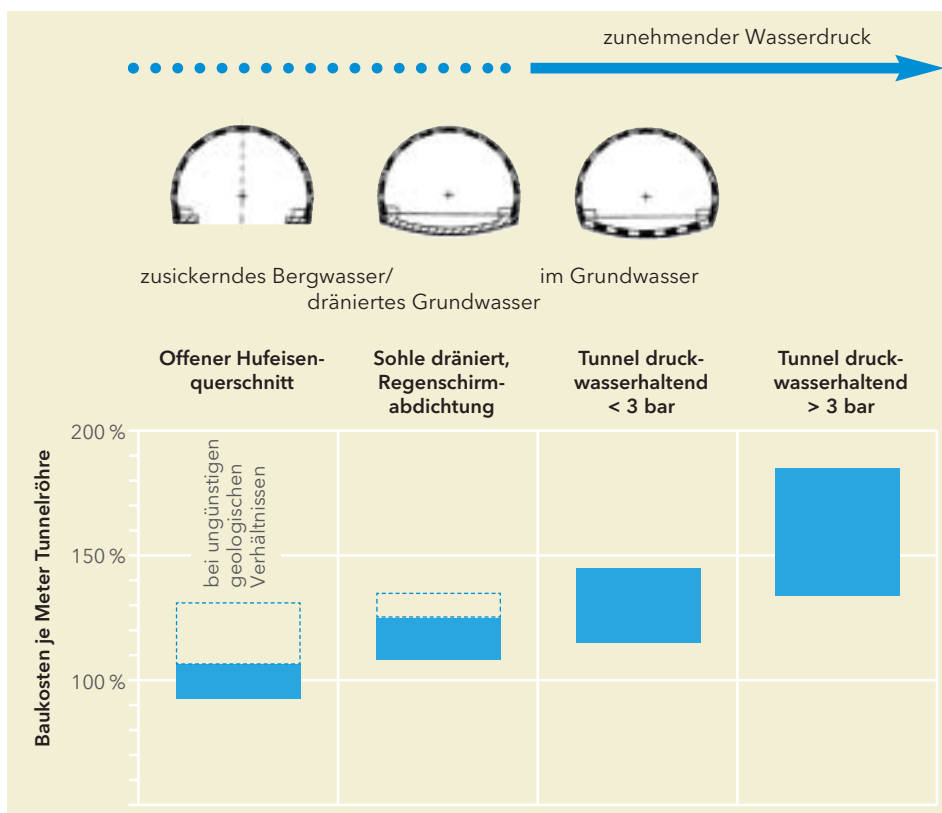 zunehmender Wasserdruck
zusickerndes Bergwasser/
dräniertes Grundwasser
im Grundwasser
Offener Hufeisen-
querschnitt
Sohle dräniert,
Regenschirm-
abdichtung
Tunnel druck-
wasserhaltend
< 3 bar
Tunnel druck-
wasserhaltend
> 3 bar
Baukosten je Meter Tunnelröhre
200 %
150 %
100 %
bei ungünstigen
geologischen
Verhältnissen